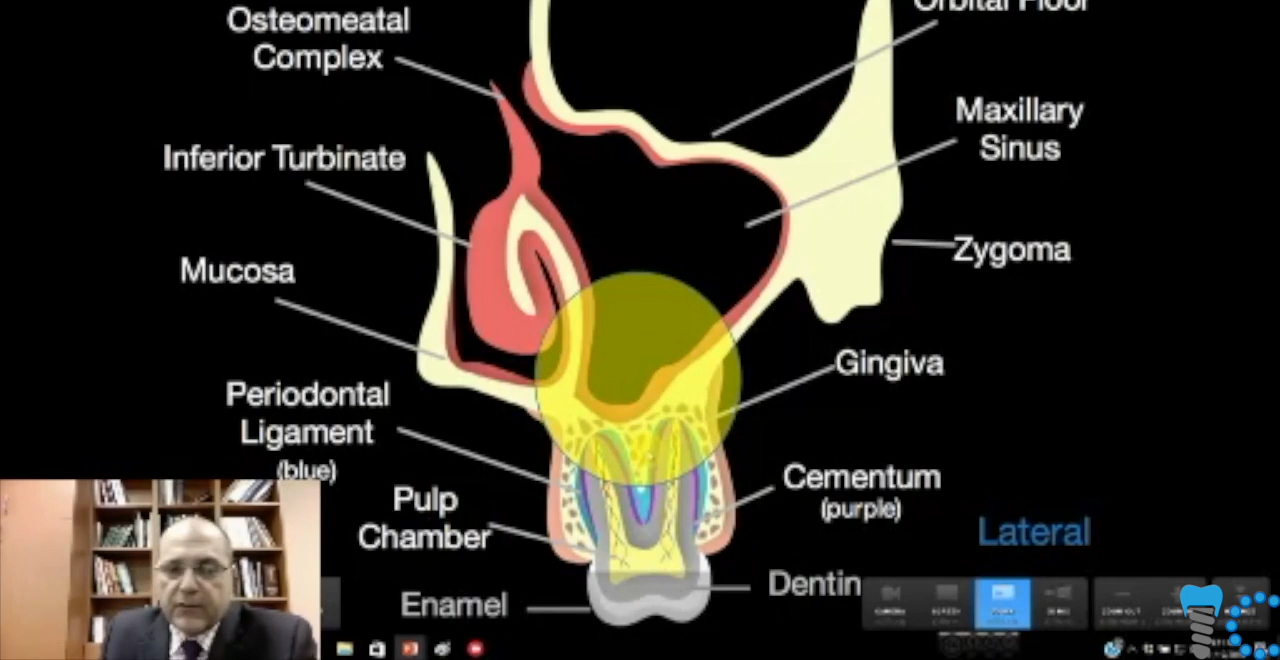 Osteomeatal
Complex
Orbital Floor
Maxillary
Sinus
Inferior Turbinate
Zygoma
Mucosa
Gingiva
Periodontal
Ligament
(blue)
Cementum
(purple)
Pulp
Chamber
Lateral
Dentin
Enamel